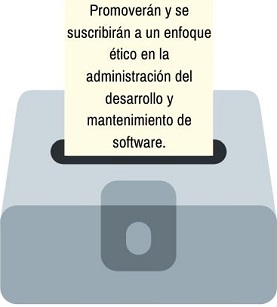 Promoverán y se
suscribirán a un enfoque
ético en la
administración del
desarrollo y
mantenimiento de
software.